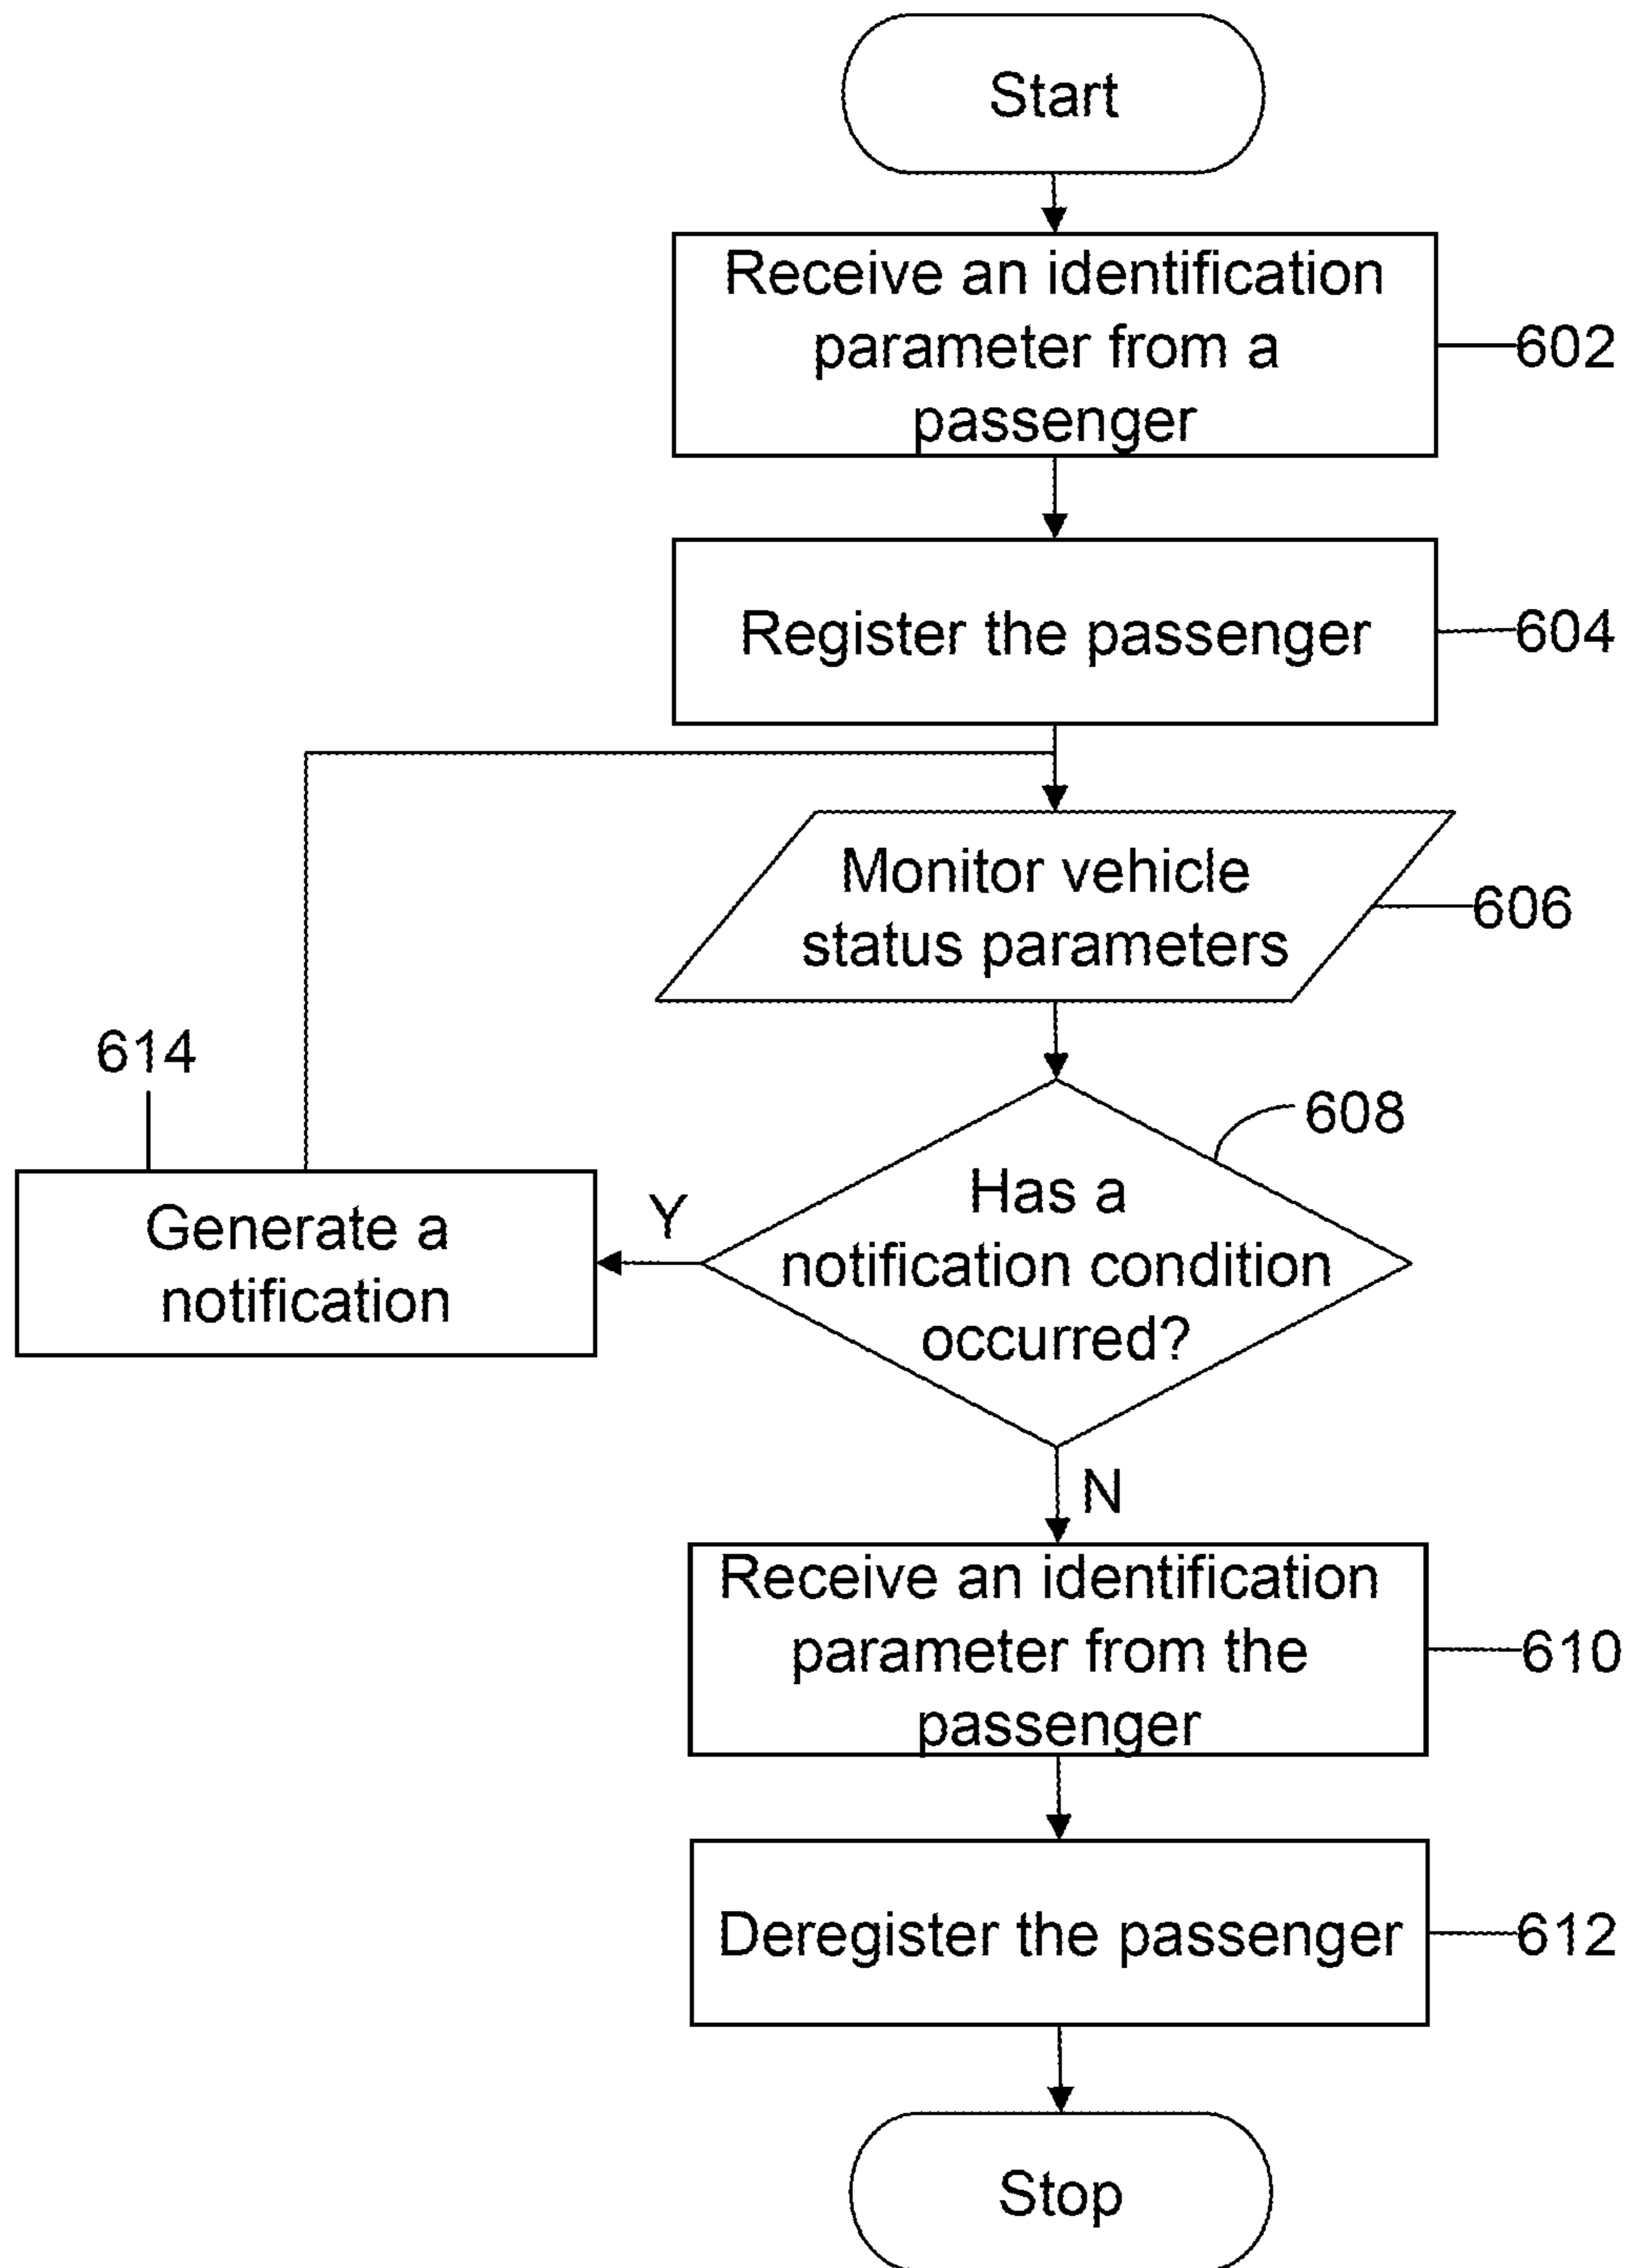 Start
Receive an identification
parameter from a
passenger
602
Register the passenger
604
Monitor vehicle
status parameters
606
614
608
Has a
notification condition
occurred?
Y
Generate a
notification
N
Receive an identification
parameter from the
passenger
610
Deregister the passenger
612
Stop